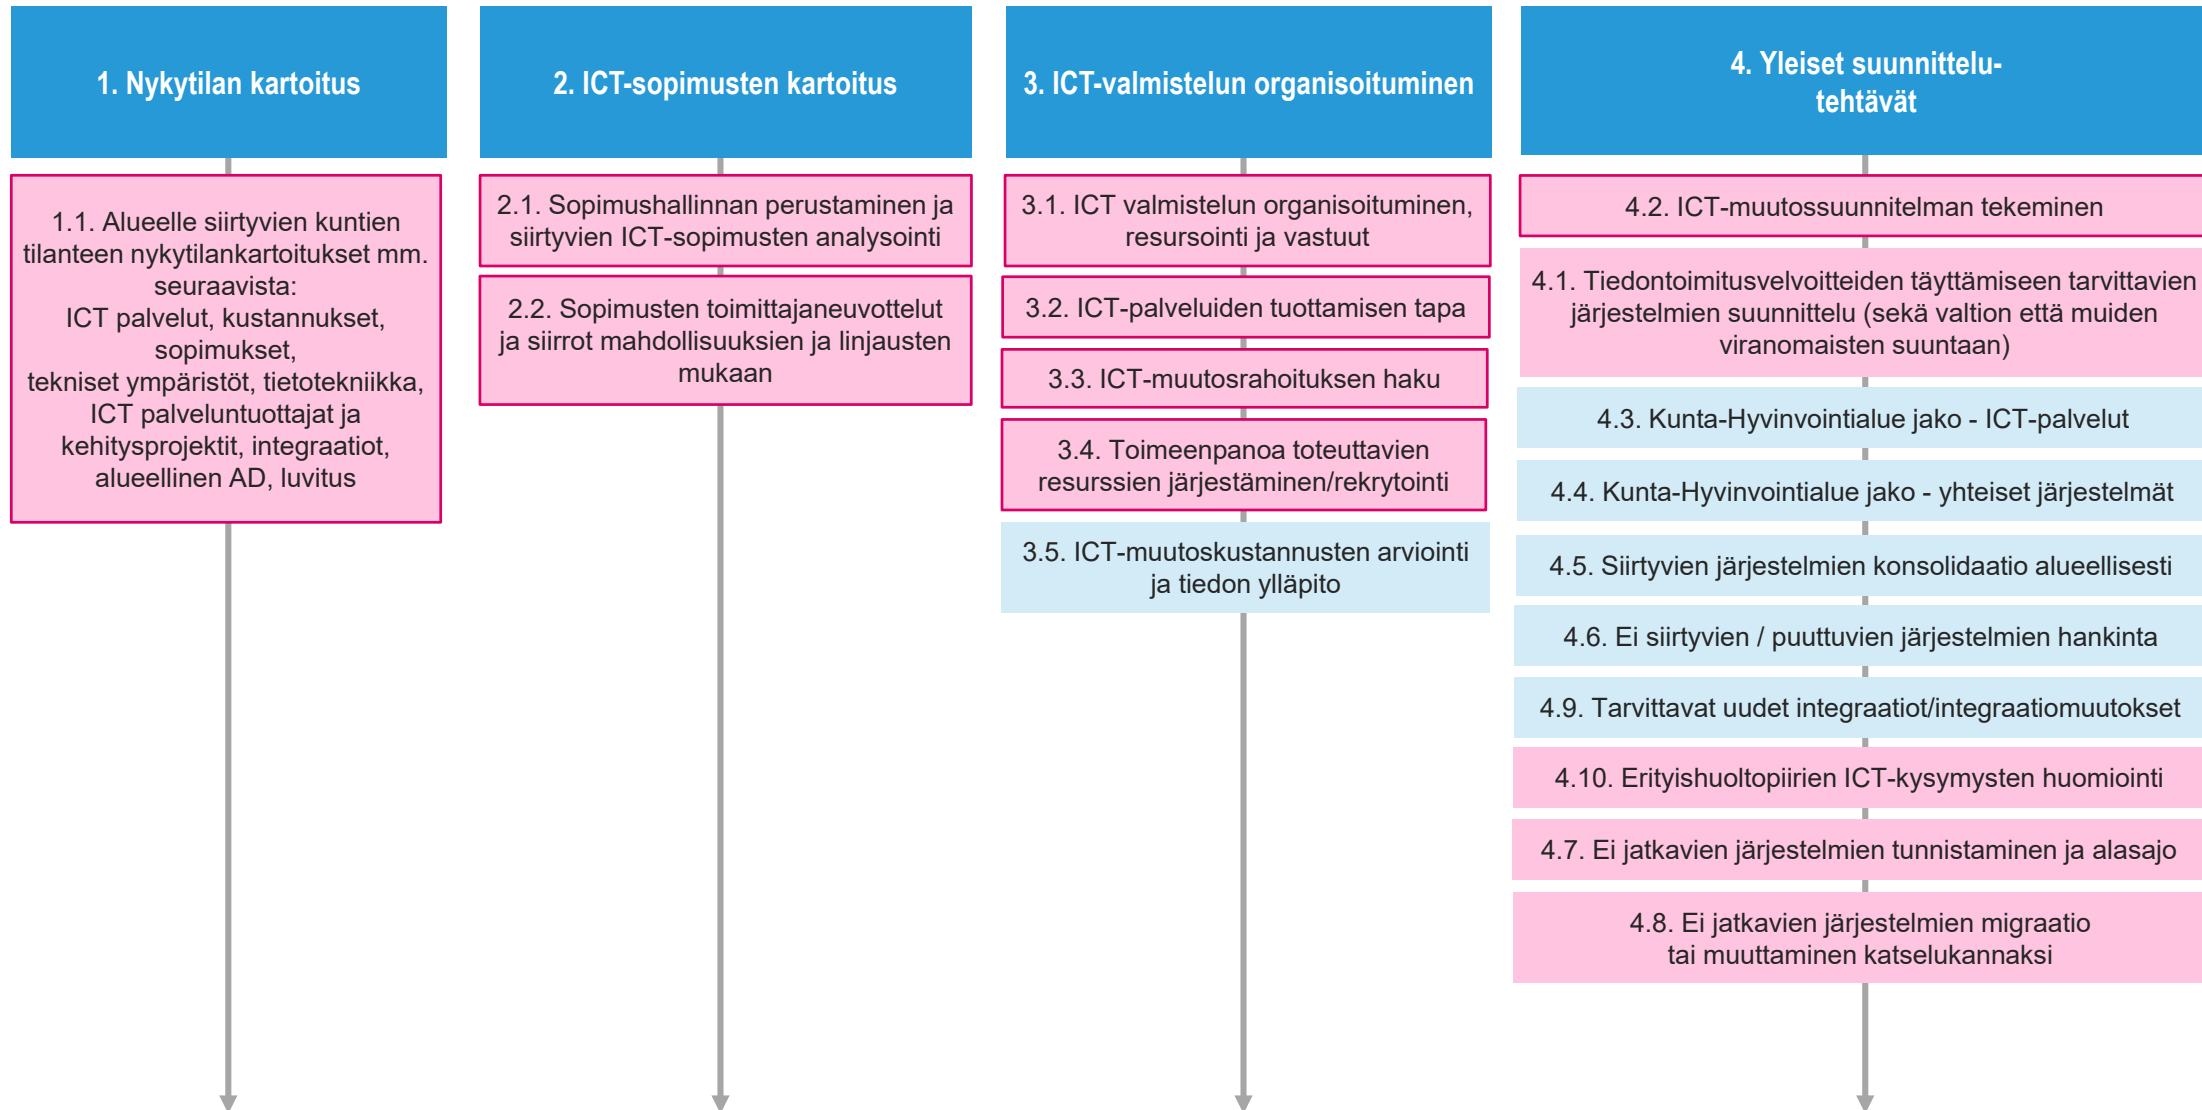 1. Nykytilan kartoitus
1.1. Alueelle siirtyvien kuntien
tilanteen nykytilankartoitukset mm.
seuraavista:
ICT palvelut, kustannukset,
sopimukset,
tekniset ympäristöt, tietotekniikka,
ICT palveluntuottajat ja
kehitysprojektit, integraatiot,
alueellinen AD, luvitus
2. ICT-sopimusten kartoitus
2.1. Sopimushallinnan perustaminen ja
siirtyvien ICT-sopimusten analysointi
2.2. Sopimusten toimittajaneuvottelut
ja siirrot mahdollisuuksien ja linjausten
mukaan
3. ICT-valmistelun organisoituminen
3.1. ICT valmistelun organisoituminen,
resursointi ja vastuut
3.2. ICT-palveluiden tuottamisen tapa
3.3. ICT-muutosrahoituksen haku
3.4. Toimeenpanoa toteuttavien
resurssien järjestäminen/rekrytointi
3.5. ICT-muutoskustannusten arviointi
ja tiedon ylläpito
4. Yleiset suunnittelu-
tehtävät
4.2. ICT-muutossuunnitelman tekeminen
4.1. Tiedontoimitusvelvoitteiden täyttämiseen tarvittavien
järjestelmien suunnittelu (sekä valtion että muiden
viranomaisten suuntaan)
4.3. Kunta-Hyvinvointialue jako - ICT-palvelut
4.4. Kunta-Hyvinvointialue jako - yhteiset järjestelmät
4.5. Siirtyvien järjestelmien konsolidaatio alueellisesti
4.6. Ei siirtyvien / puuttuvien järjestelmien hankinta
4.9. Tarvittavat uudet integraatiot/integraatiomuutokset
4.10. Erityishuoltopiirien ICT-kysymysten huomiointi
4.7. Ei jatkavien järjestelmien tunnistaminen ja alasajo
4.8. Ei jatkavien järjestelmien migraatio
tai muuttaminen katselukannaksi